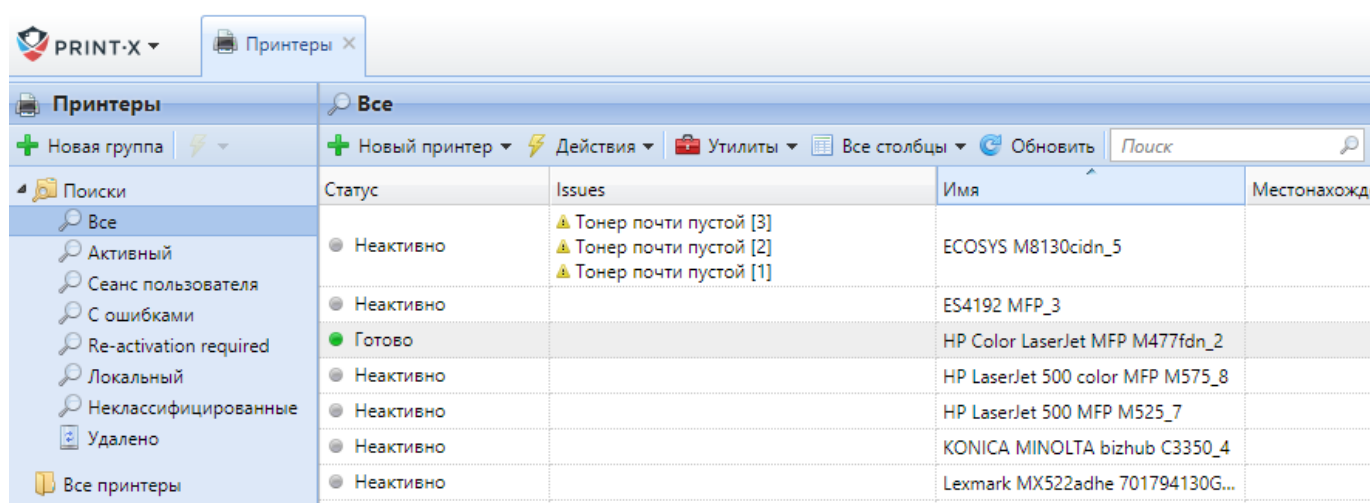 PRINT·X Принтеры
Принтеры Все
Новая группа Новый принтер Действия Утилиты Все столбцы Обновить Поиск
Поиски Статус Issues Имя Местонахожд
Все
Активный
Сеанс пользователя
С ошибками
Re-activation required
Локальный
Неклассифицированные
Удалено
Все принтеры
Неактивно Тонер почти пустой [3]
Тонер почти пустой [2]
Тонер почти пустой [1] ECOSYS M8130cidn_5
Неактивно ES4192 MFP_3
Готово HP Color LaserJet MFP M477fdn_2
Неактивно HP LaserJet 500 color MFP M575_8
Неактивно HP LaserJet 500 MFP M525_7
Неактивно KONICA MINOLTA bizhub C3350_4
Неактивно Lexmark MX522adhe 701794130G...